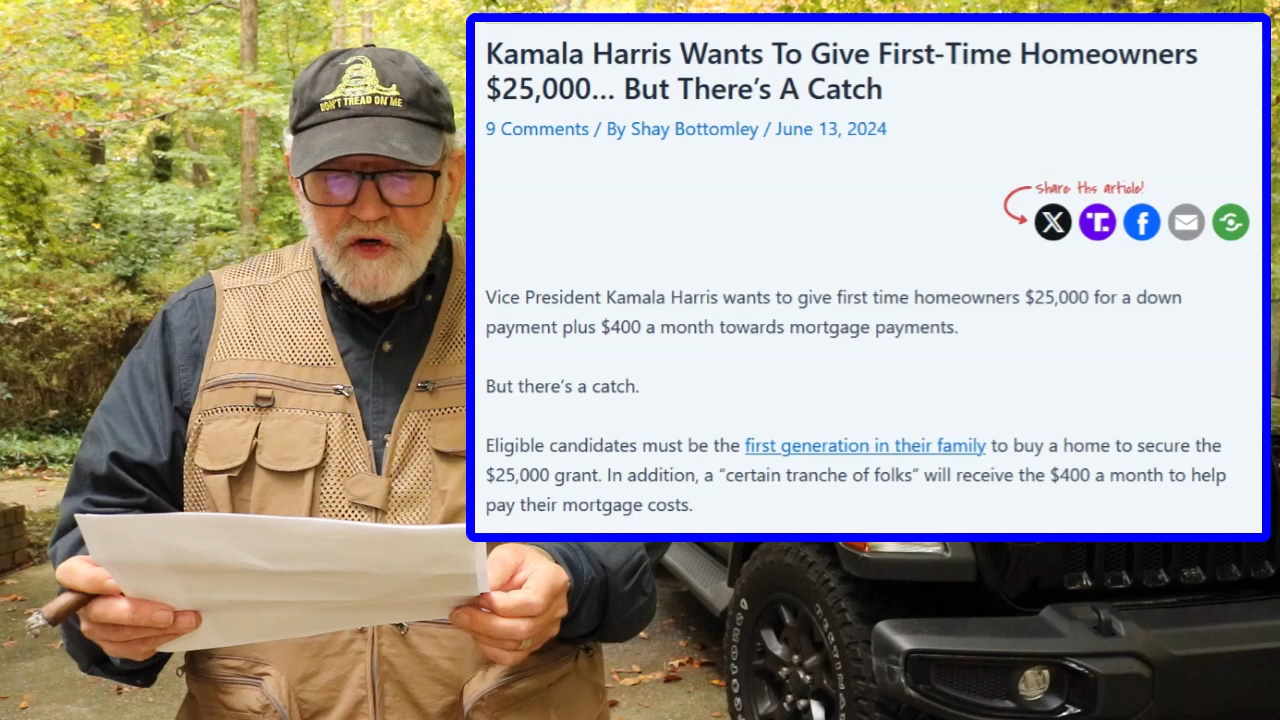 DON'T TREAD ON ME
Kamala Harris Wants To Give First-Time Homeowners
$25,000... But There's A Catch
9 Comments / By Shay Bottomley / June 13, 2024
share ths article!
Vice President Kamala Harris wants to give first time homeowners $25,000 for a down
payment plus $400 a month towards mortgage payments.
But there's a catch.
Eligible candidates must be the first generation in their family to buy a home to secure the
$25,000 grant. In addition, a “certain tranche of folks” will receive the $400 a month to help
pay their mortgage costs.